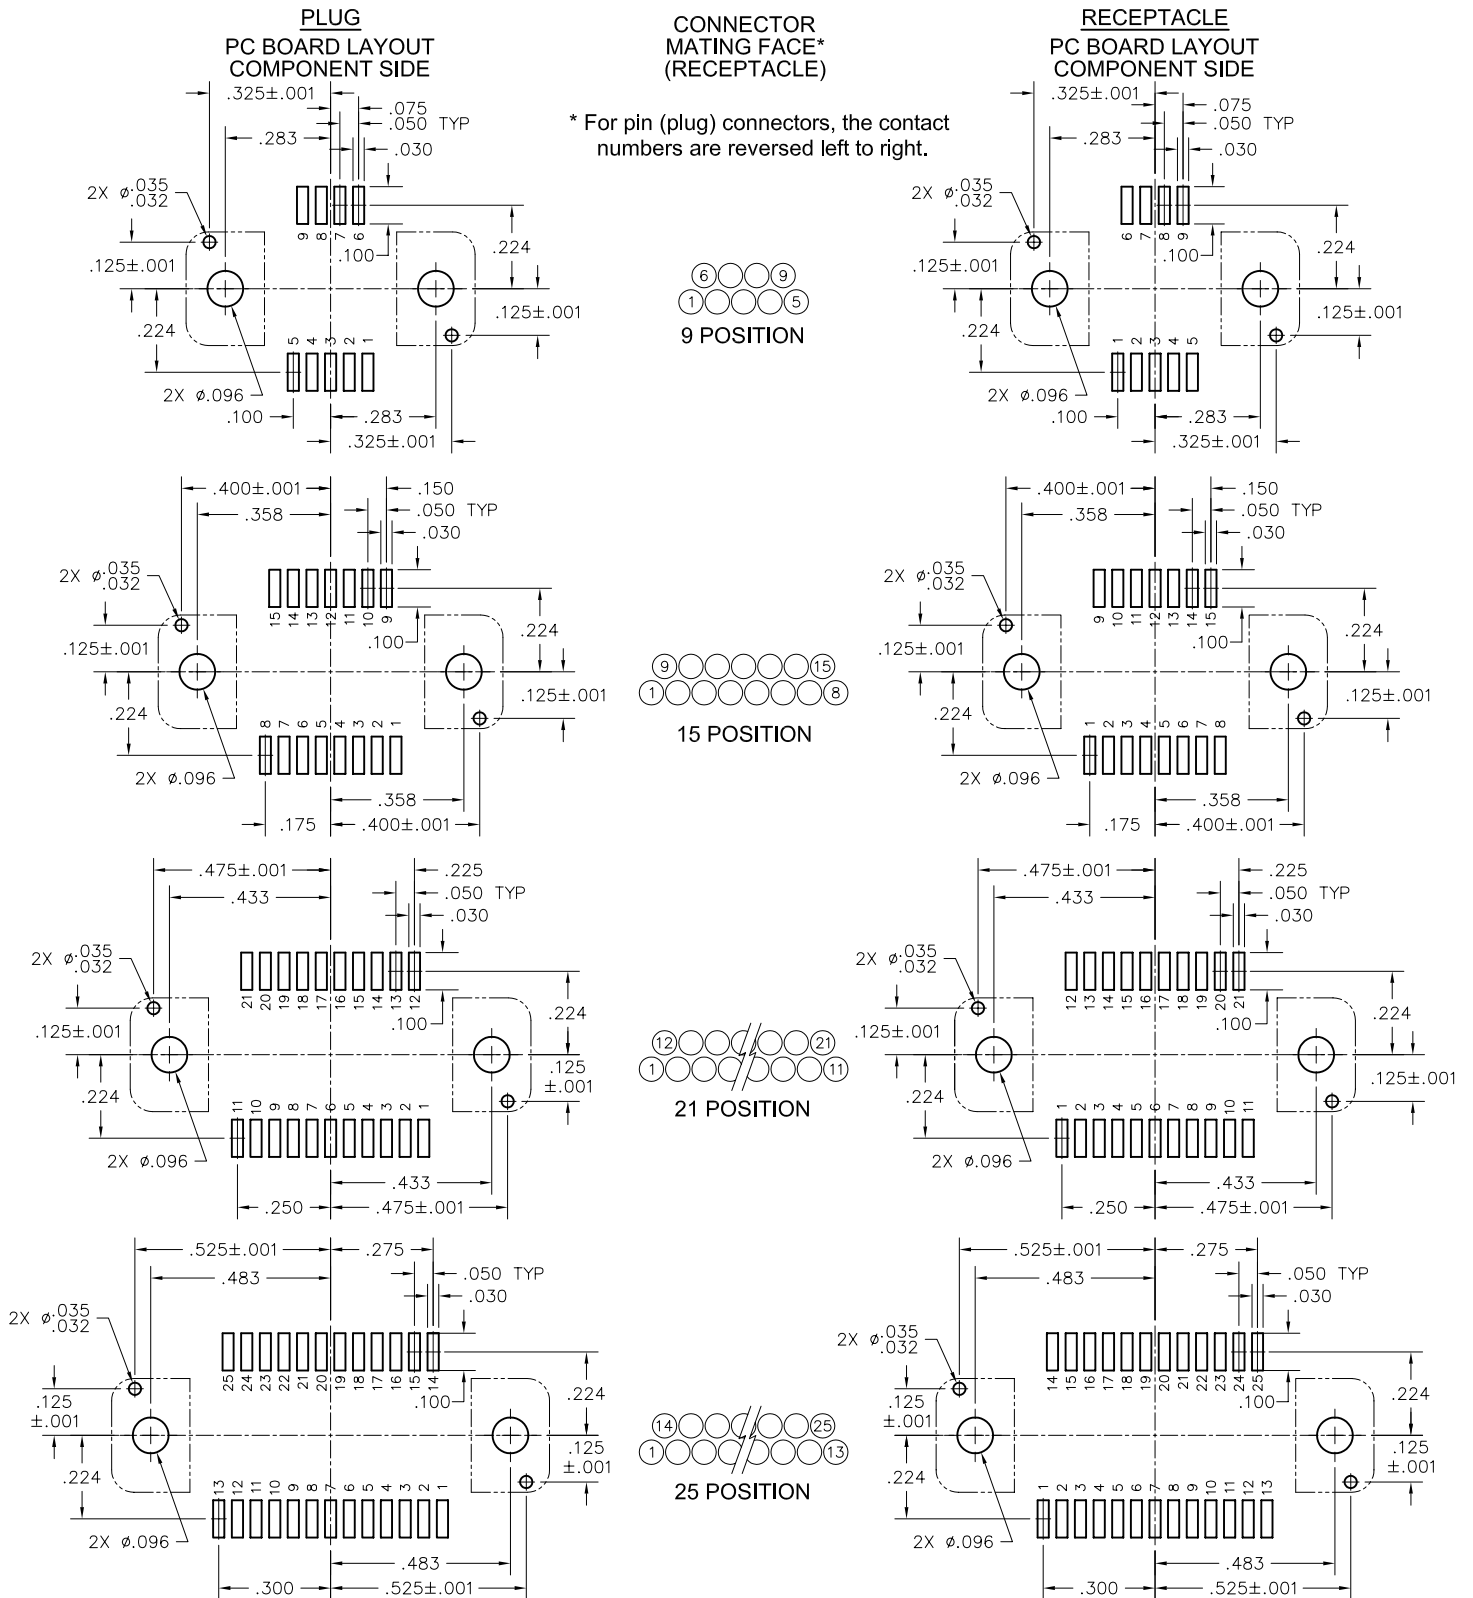 PLUG
PC BOARD LAYOUT
COMPONENT SIDE
CONNECTOR
MATING FACE*
(RECEPTACLE)
* For pin (plug) connectors, the contact
numbers are reversed left to right.
RECEPTACLE
PC BOARD LAYOUT
COMPONENT SIDE
.325±.001
.075
.050 TYP
.283
.030
2X ø.035
.032
9 8 7 6
.100
.224
.125±.001
.125±.001
.224
5 4 3 2 1
2X ø.096
.100
.283
.325±.001
6 9
1 5
9 POSITION
.325±.001
.075
.050 TYP
.283
.030
2X ø.035
.032
6 7 8 9
.100
.224
.125±.001
.125±.001
.224
1 2 3 4 5
2X ø.096
.100
.283
.325±.001
.400±.001
.150
.050 TYP
.358
.030
2X ø.035
.032
15 14 13 12 11 10 9
.100
.224
.125±.001
.125±.001
.224
8 7 6 5 4 3 2 1
2X ø.096
.358
.175
.400±.001
9 15
1 8
15 POSITION
.400±.001
.150
.050 TYP
.358
.030
2X ø.035
.032
9 10 11 12 13 14 15
.100
.224
.125±.001
.125±.001
.224
1 2 3 4 5 6 7 8
2X ø.096
.358
.175
.400±.001
.475±.001
.225
.050 TYP
.433
.030
2X ø.035
.032
21 20 19 18 17 16 15 14 13 12
.100
.224
.125±.001
.125
±.001
.224
11 10 9 8 7 6 5 4 3 2 1
2X ø.096
.433
.250
.475±.001
12 21
1 11
21 POSITION
.475±.001
.225
.050 TYP
.433
.030
2X ø.035
.032
12 13 14 15 16 17 18 19 20 21
.100
.224
.125±.001
.125±.001
.224
1 2 3 4 5 6 7 8 9 10 11
2X ø.096
.433
.250
.475±.001
.525±.001
.275
.050 TYP
.483
.030
2X ø.035
.032
25 24 23 22 21 20 19 18 17 16 15 14
.100
.224
.125
±.001
.125
±.001
.224
13 12 11 10 9 8 7 6 5 4 3 2 1
2X ø.096
.483
.300
.525±.001
14 25
1 13
25 POSITION
.525±.001
.275
.050 TYP
.483
.030
2X ø.035
.032
14 15 16 17 18 19 20 21 22 23 24 25
.100
.224
.125
±.001
.125
±.001
.224
1 2 3 4 5 6 7 8 9 10 11 12 13
2X ø.096
.483
.300
.525±.001